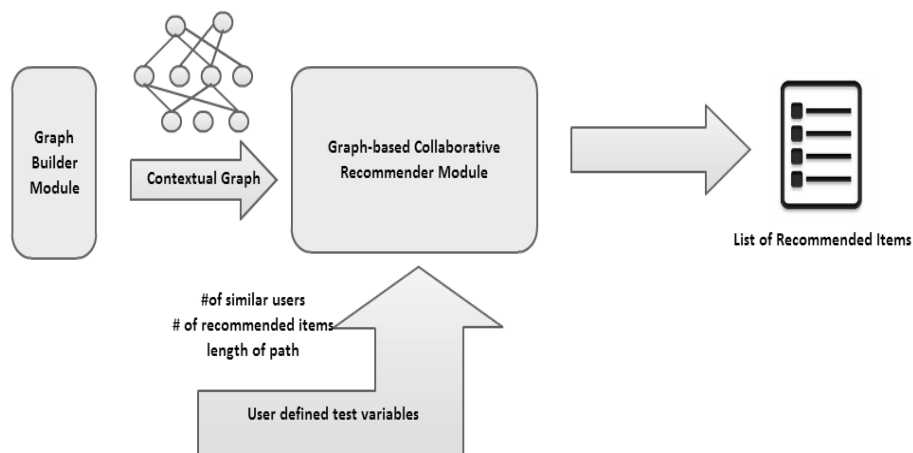 Graph
Builder
Module
Contextual Graph
Graph-based Collaborative
Recommender Module
List of Recommended Items
#of similar users
# of recommended items
length of path
User defined test variables